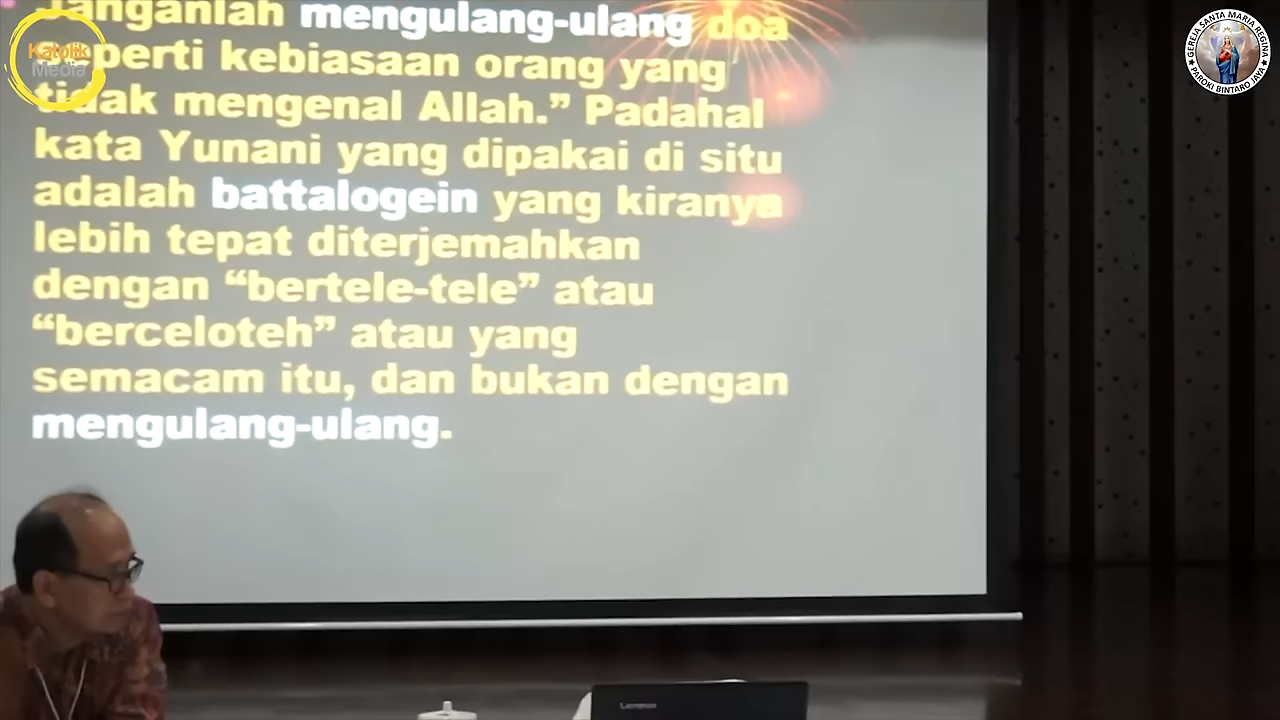 Janganlah mengulang-ulang doa
seperti kebiasaan orang yang
tidak mengenal Allah.” Padahal
kata Yunani yang dipakai di situ
adalah battalogein yang kiranya
lebih tepat diterjemahkan
dengan “bertele-tele” atau
“berceloteh” atau yang
semacam itu, dan bukan dengan
mengulang-ulang.
Katolik
Media
GEREJA SANTA MARIA REGINA
★ PAROKI BINTARO JAYA ★
Lenovo